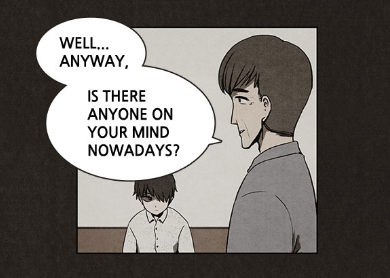 WELL...
ANYWAY,
IS THERE
ANYONE ON
YOUR MIND
NOWADAYS?